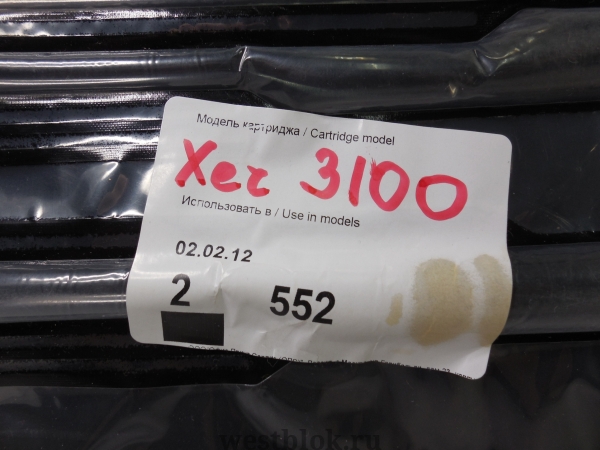 Модель картриджа / Cartridge model
Xer 3100
Использовать в / Use in models
02.02.12
2 552
westblok.ru